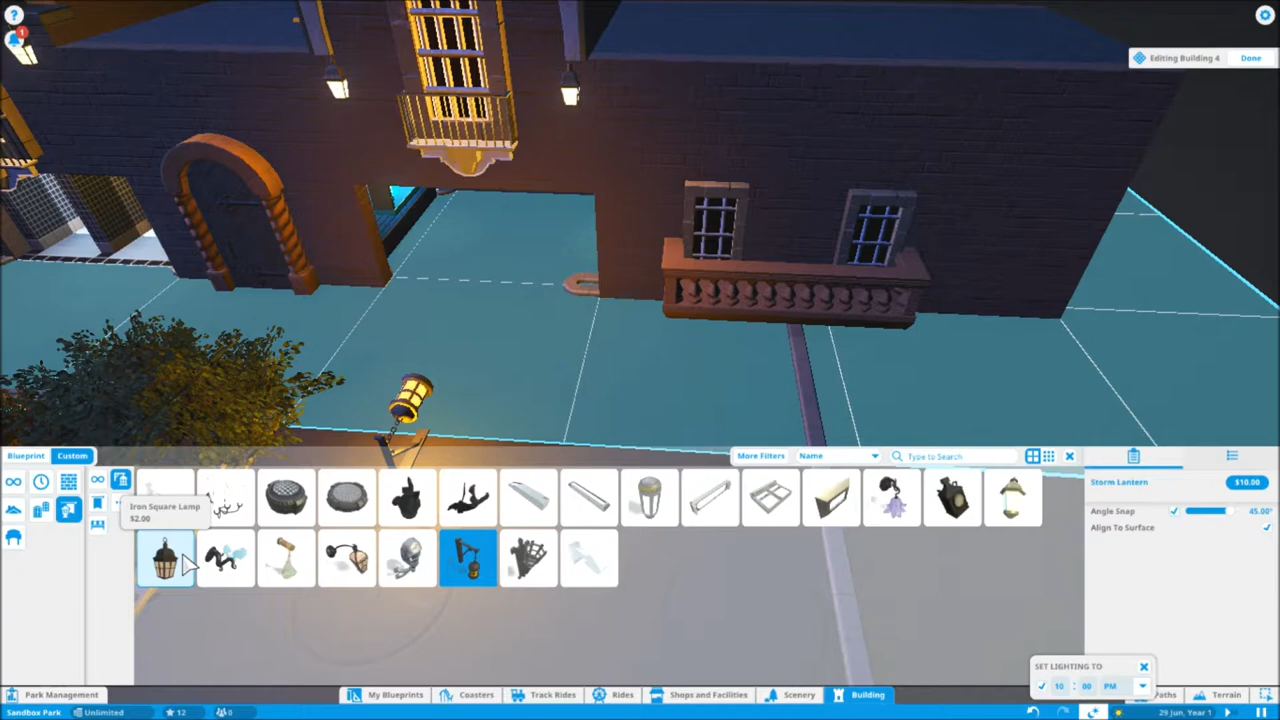 ?
1
Editing Building 4 Done
Blueprint Custom
More Filters Name Type to Search
Iron Square Lamp
$2.00
Storm Lantern $10.00
Angle Snap 45.00°
Align To Surface
SET LIGHTING TO
10 : 00 PM
Park Management My Blueprints Coasters Track Rides Rides Shops and Facilities Scenery Building Paths Terrain
Sandbox Park Unlimited 12 0 29 Jun, Year 1